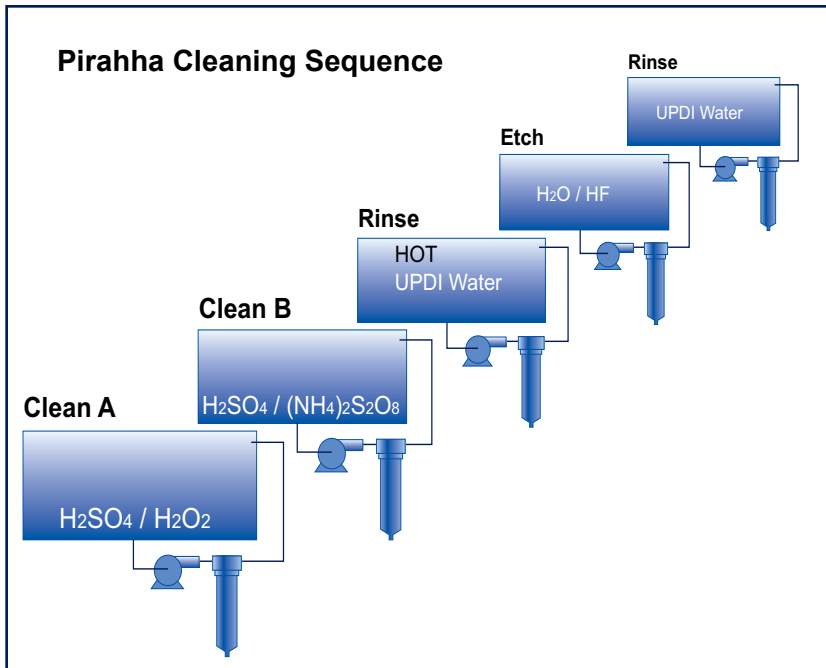 Pirahha Cleaning Sequence
Rinse
UPDI Water
Etch
H2O / HF
Rinse
HOT
UPDI Water
Clean B
H2SO4 / (NH4)2S2O8
Clean A
H2SO4 / H2O2